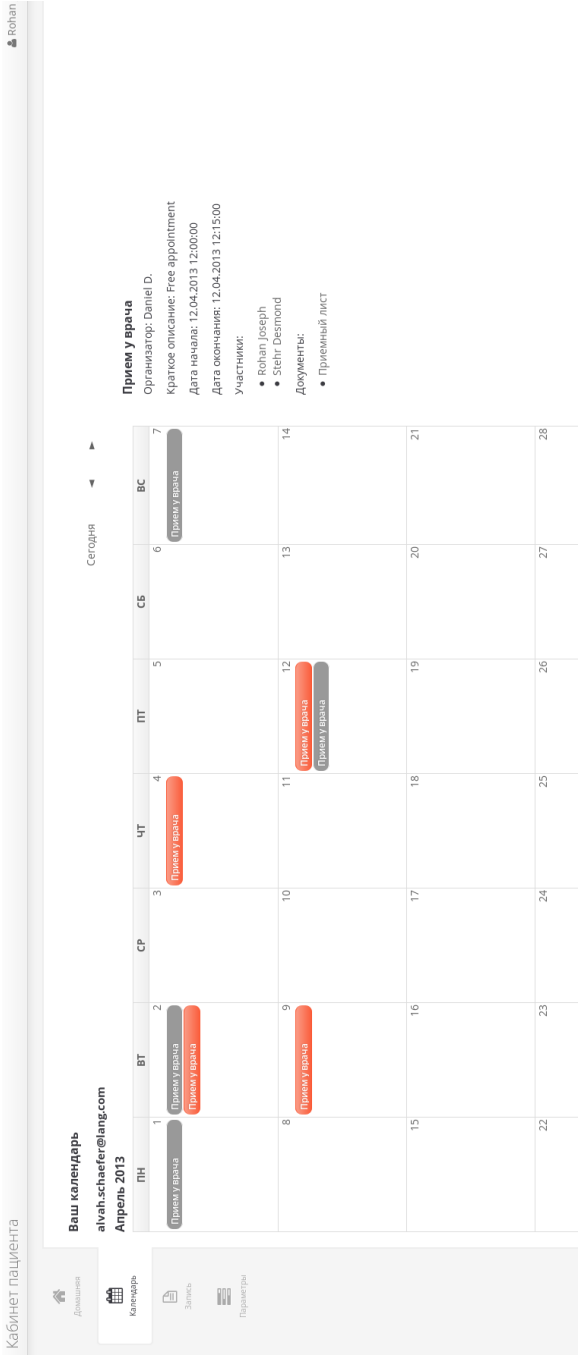 Кабинет пациента
Rohan
Домашняя
Календарь
Запись
Параметры
Ваш календарь
alvah.schaefer@lang.com
Апрель 2013
Сегодня
ПН ВТ СР ЧТ ПТ СБ ВС
1 2 3 4 5 6 7
Прием у врача Прием у врача Прием у врача Прием у врача
Прием у врача
8 9 10 11 12 13 14
Прием у врача Прием у врача
Прием у врача
15 16 17 18 19 20 21
22 23 24 25 26 27 28
Прием у врача
Организатор: Daniel D.
Краткое описание: Free appointment
Дата начала: 12.04.2013 12:00:00
Дата окончания: 12.04.2013 12:15:00
Участники:
Rohan Joseph
Stehr Desmond
Документы:
Приемный лист